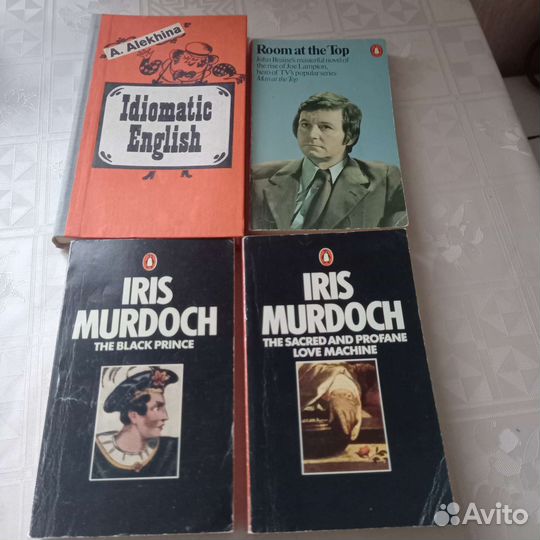 A. Alekhina
Idiomatic
English
Room at the Top
John Braine's masterful novel of
the rise of Joe Lampton,
hero of TV's popular series
Man at the Top
IRIS
MURDOCH
THE BLACK PRINCE
IRIS
MURDOCH
THE SACRED AND PROFANE
LOVE MACHINE
Avito